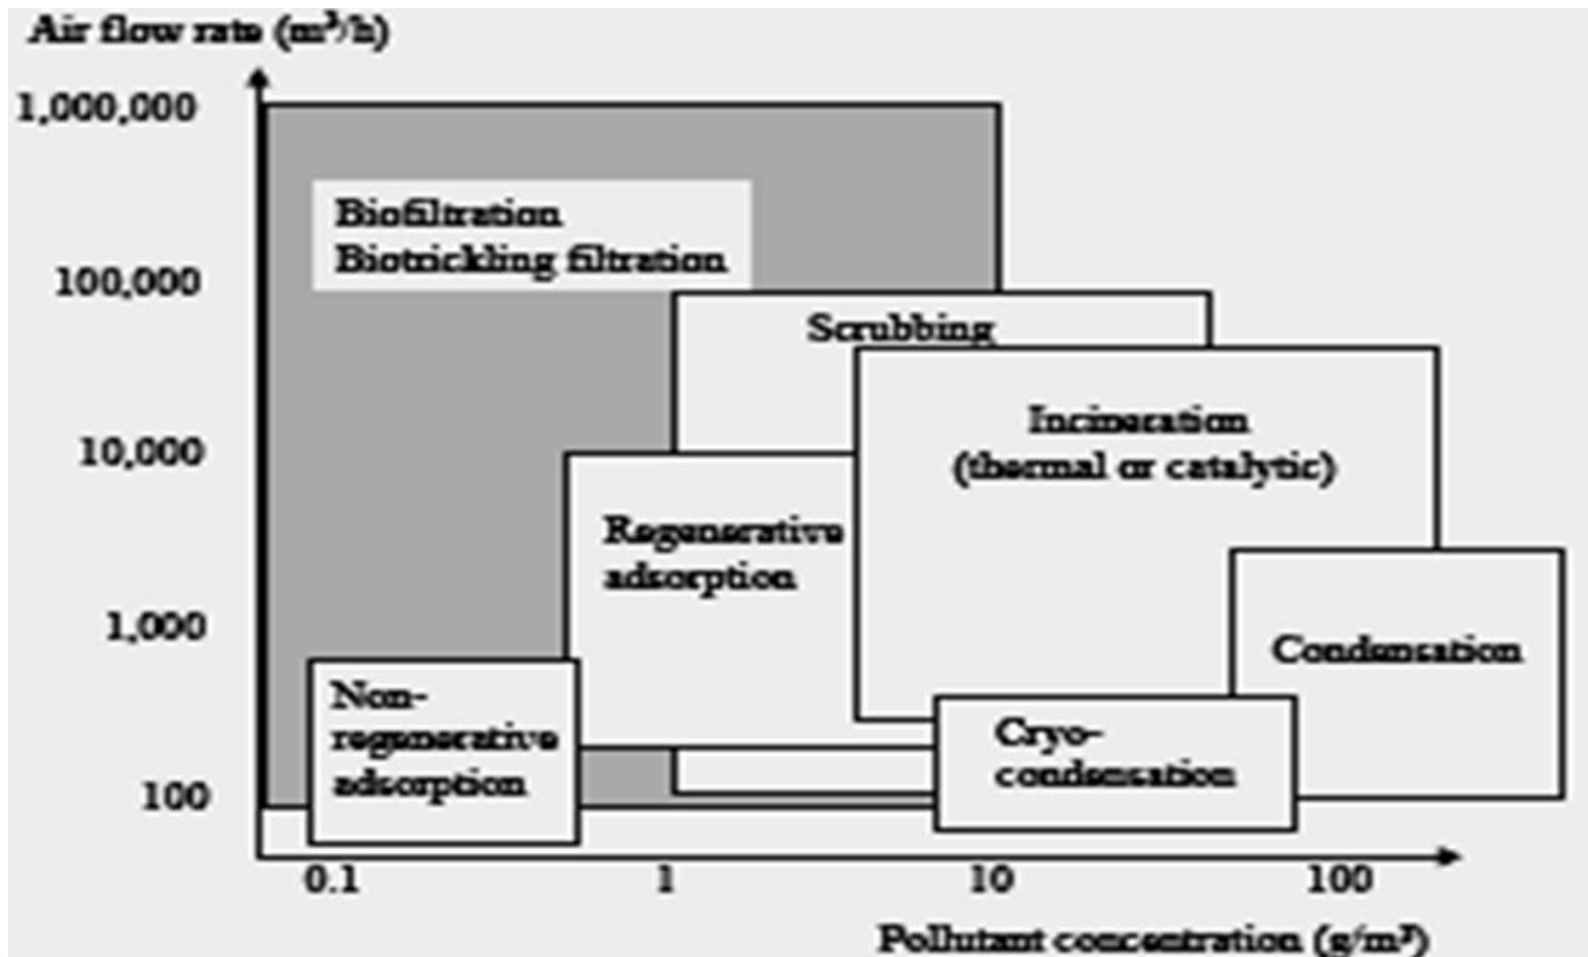 Air flow rate (m³/h)
1,000,000
Biofiltration
Biotrickling filtration
100,000
Scrubbing
Incineration
(thermal or catalytic)
10,000
Regenerative
adsorption
1,000
Condensation
Non-
regenerative
adsorption
Cryo-
condensation
100
0.1 1 10 100
Pollutant concentration (g/m³)